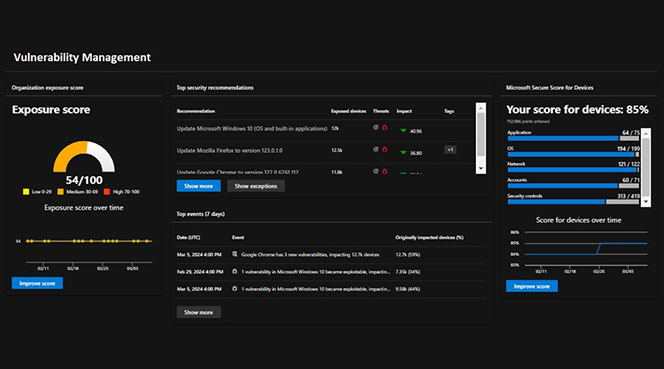 Vulnerability Management
Organization exposure score
Exposure score
54/100
Low 0-29 Medium 30-69 High 70-100
Exposure score over time
54
02/11 02/18 02/25 03/03
Improve score
Top security recommendations
Recommendation Exposed devices Threats Impact Tags
Update Microsoft Windows 10 (OS and built-in applications) 12k 40.96
Update Mozilla Firefox to version 123.0.1.0 12.5k 36.80 +1
Update Google Chrome to version 11.8k
Show more Show exceptions
Top events (7 days)
Date (UTC) Event Originally impacted devices (%)
Mar 5, 2024 4:00 PM Google Chrome has 3 new vulnerabilities, impacting 12.7k devices 12.7k (59%)
Feb 29, 2024 4:00 PM 1 vulnerability in Microsoft Windows 10 became exploitable, impactin... 7.35k (34%)
Mar 5, 2024 4:00 PM 1 vulnerability in Microsoft Windows 10 became exploitable, impactin... 9.58k (44%)
Show more
Microsoft Secure Score for Devices
Your score for devices: 85%
points achieved
Application 64 / 75
OS 194 / 199
Network 121 / 122
Accounts 60 / 71
Security controls 313 / 419
Score for devices over time
86%
85%
84%
83%
02/11 02/18 02/25 03/03
Improve score